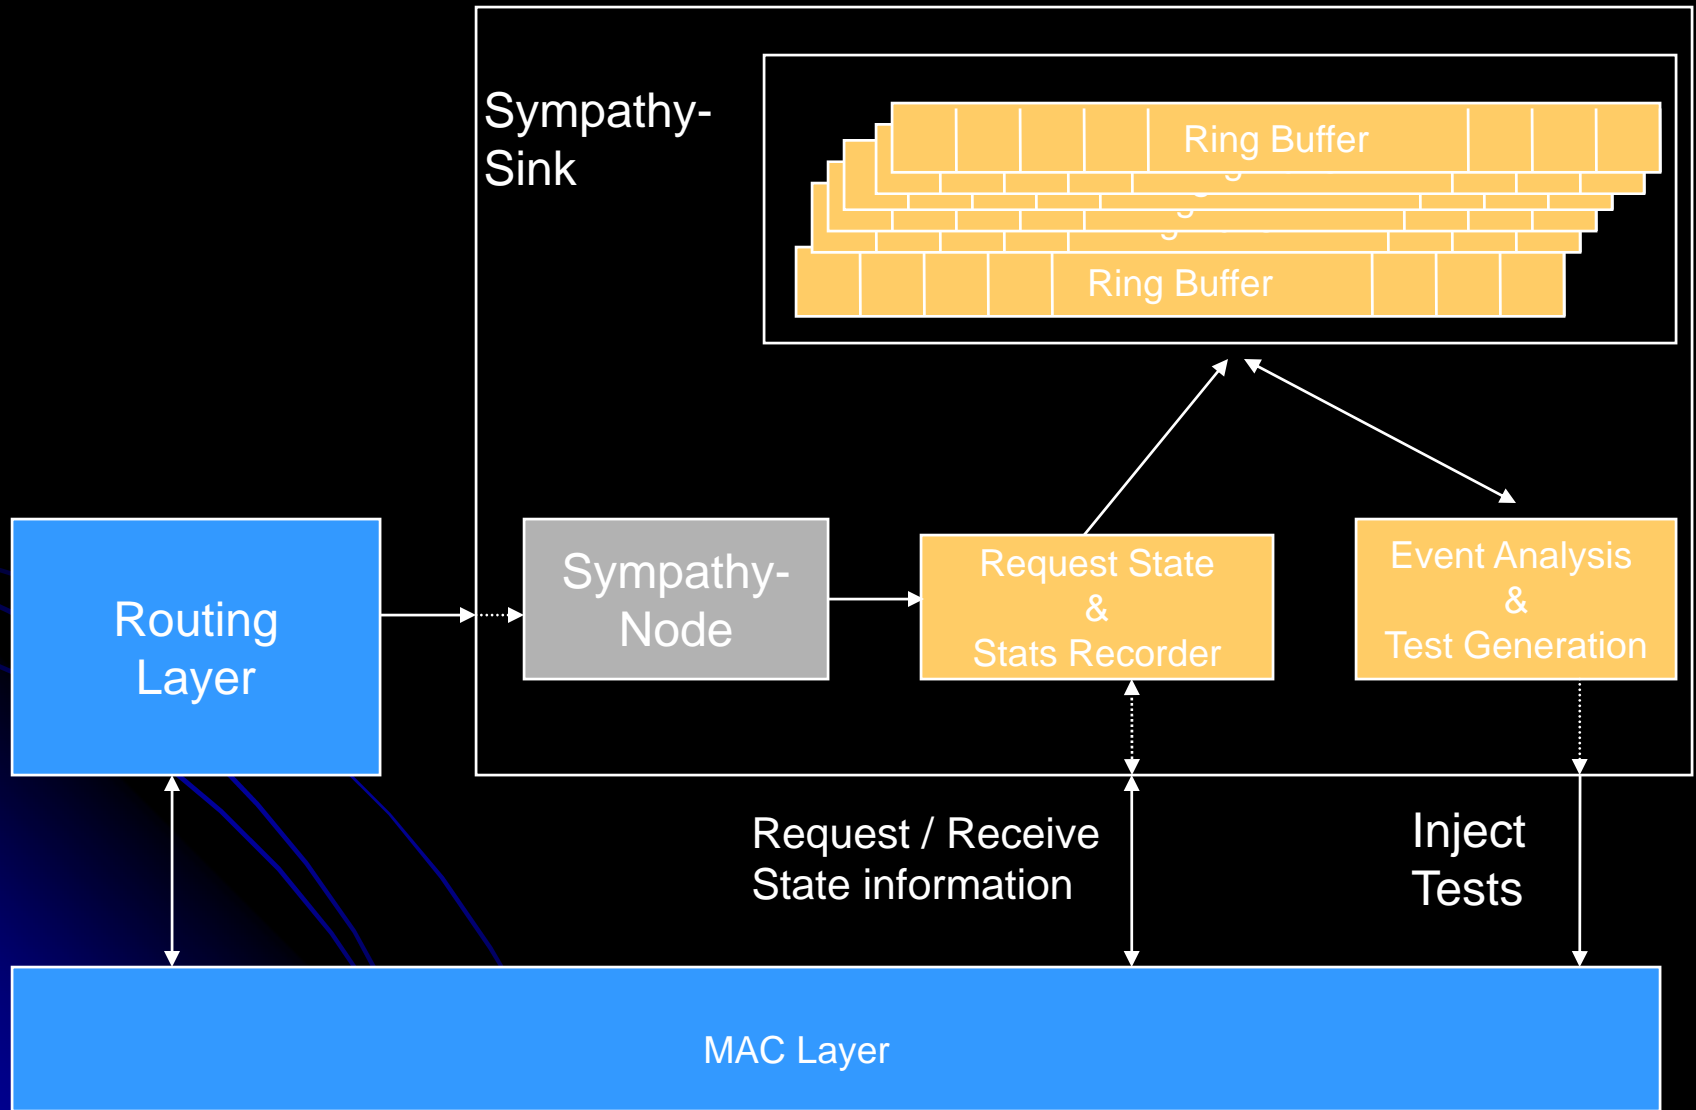 Sympathy-
Sink
Ring Buffer
Ring Buffer
Routing
Layer
Sympathy-
Node
Request State
&
Stats Recorder
Event Analysis
&
Test Generation
Request / Receive
State information
Inject
Tests
MAC Layer